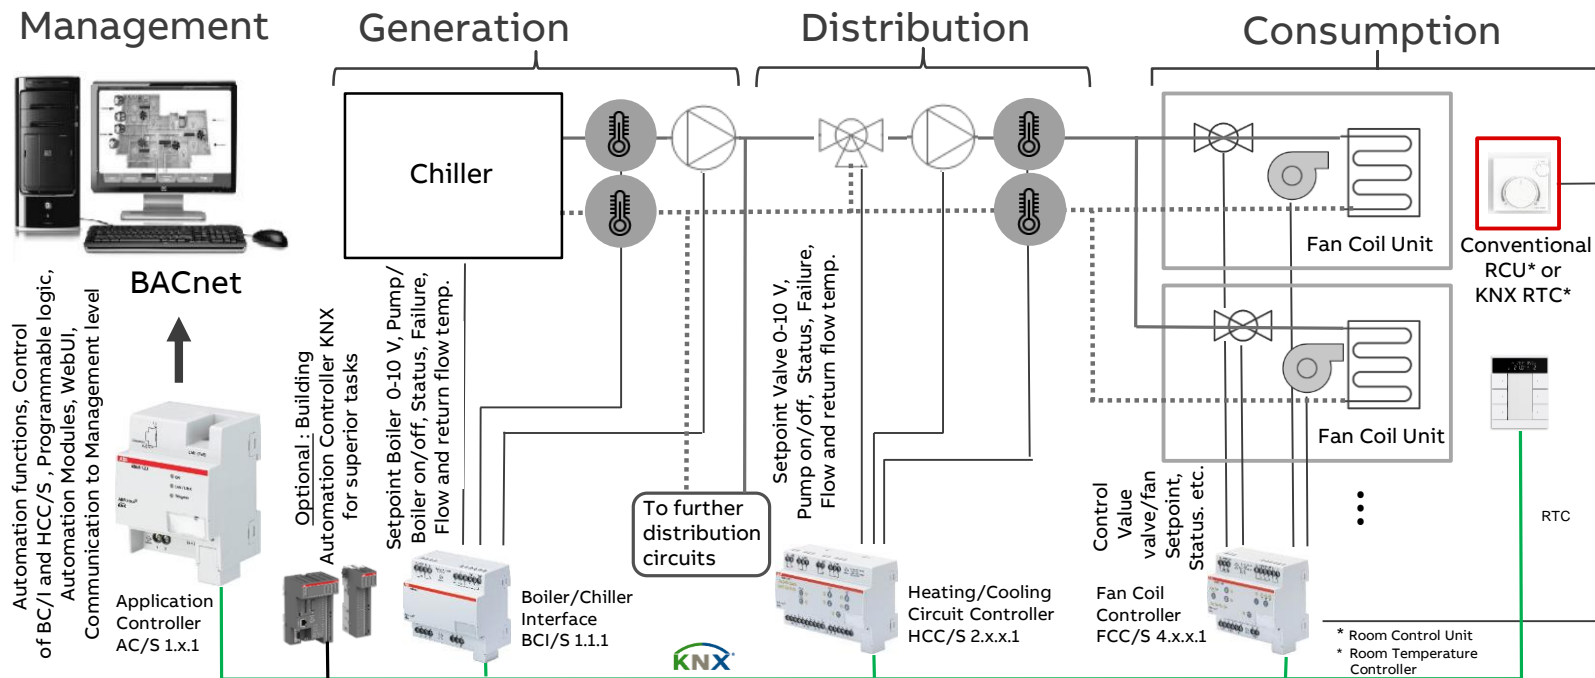 Management
Generation
Distribution
Consumption
Chiller
BACnet
Automation functions, Control
of BC/I and HCC/S , Programmable logic,
Automation Modules, WebUI,
Communication to Management level
Application
Controller
AC/S 1.x.1
Optional : Building
Automation Controller KNX
for superior tasks
Setpoint Boiler 0-10 V, Pump/
Boiler on/off, Status, Failure,
Flow and return flow temp.
Boiler/Chiller
Interface
BCI/S 1.1.1
To further
distribution
circuits
KNX
Setpoint Valve 0-10 V,
Pump on/off, Status, Failure,
Flow and return flow temp.
Heating/Cooling
Circuit Controller
HCC/S 2.x.x.1
Fan Coil Unit
Fan Coil Unit
Control
Value
valve/fan
Setpoint,
Status. etc.
Fan Coil
Controller
FCC/S 4.x.x.1
Conventional
RCU* or
KNX RTC*
RTC
* Room Control Unit
* Room Temperature
Controller